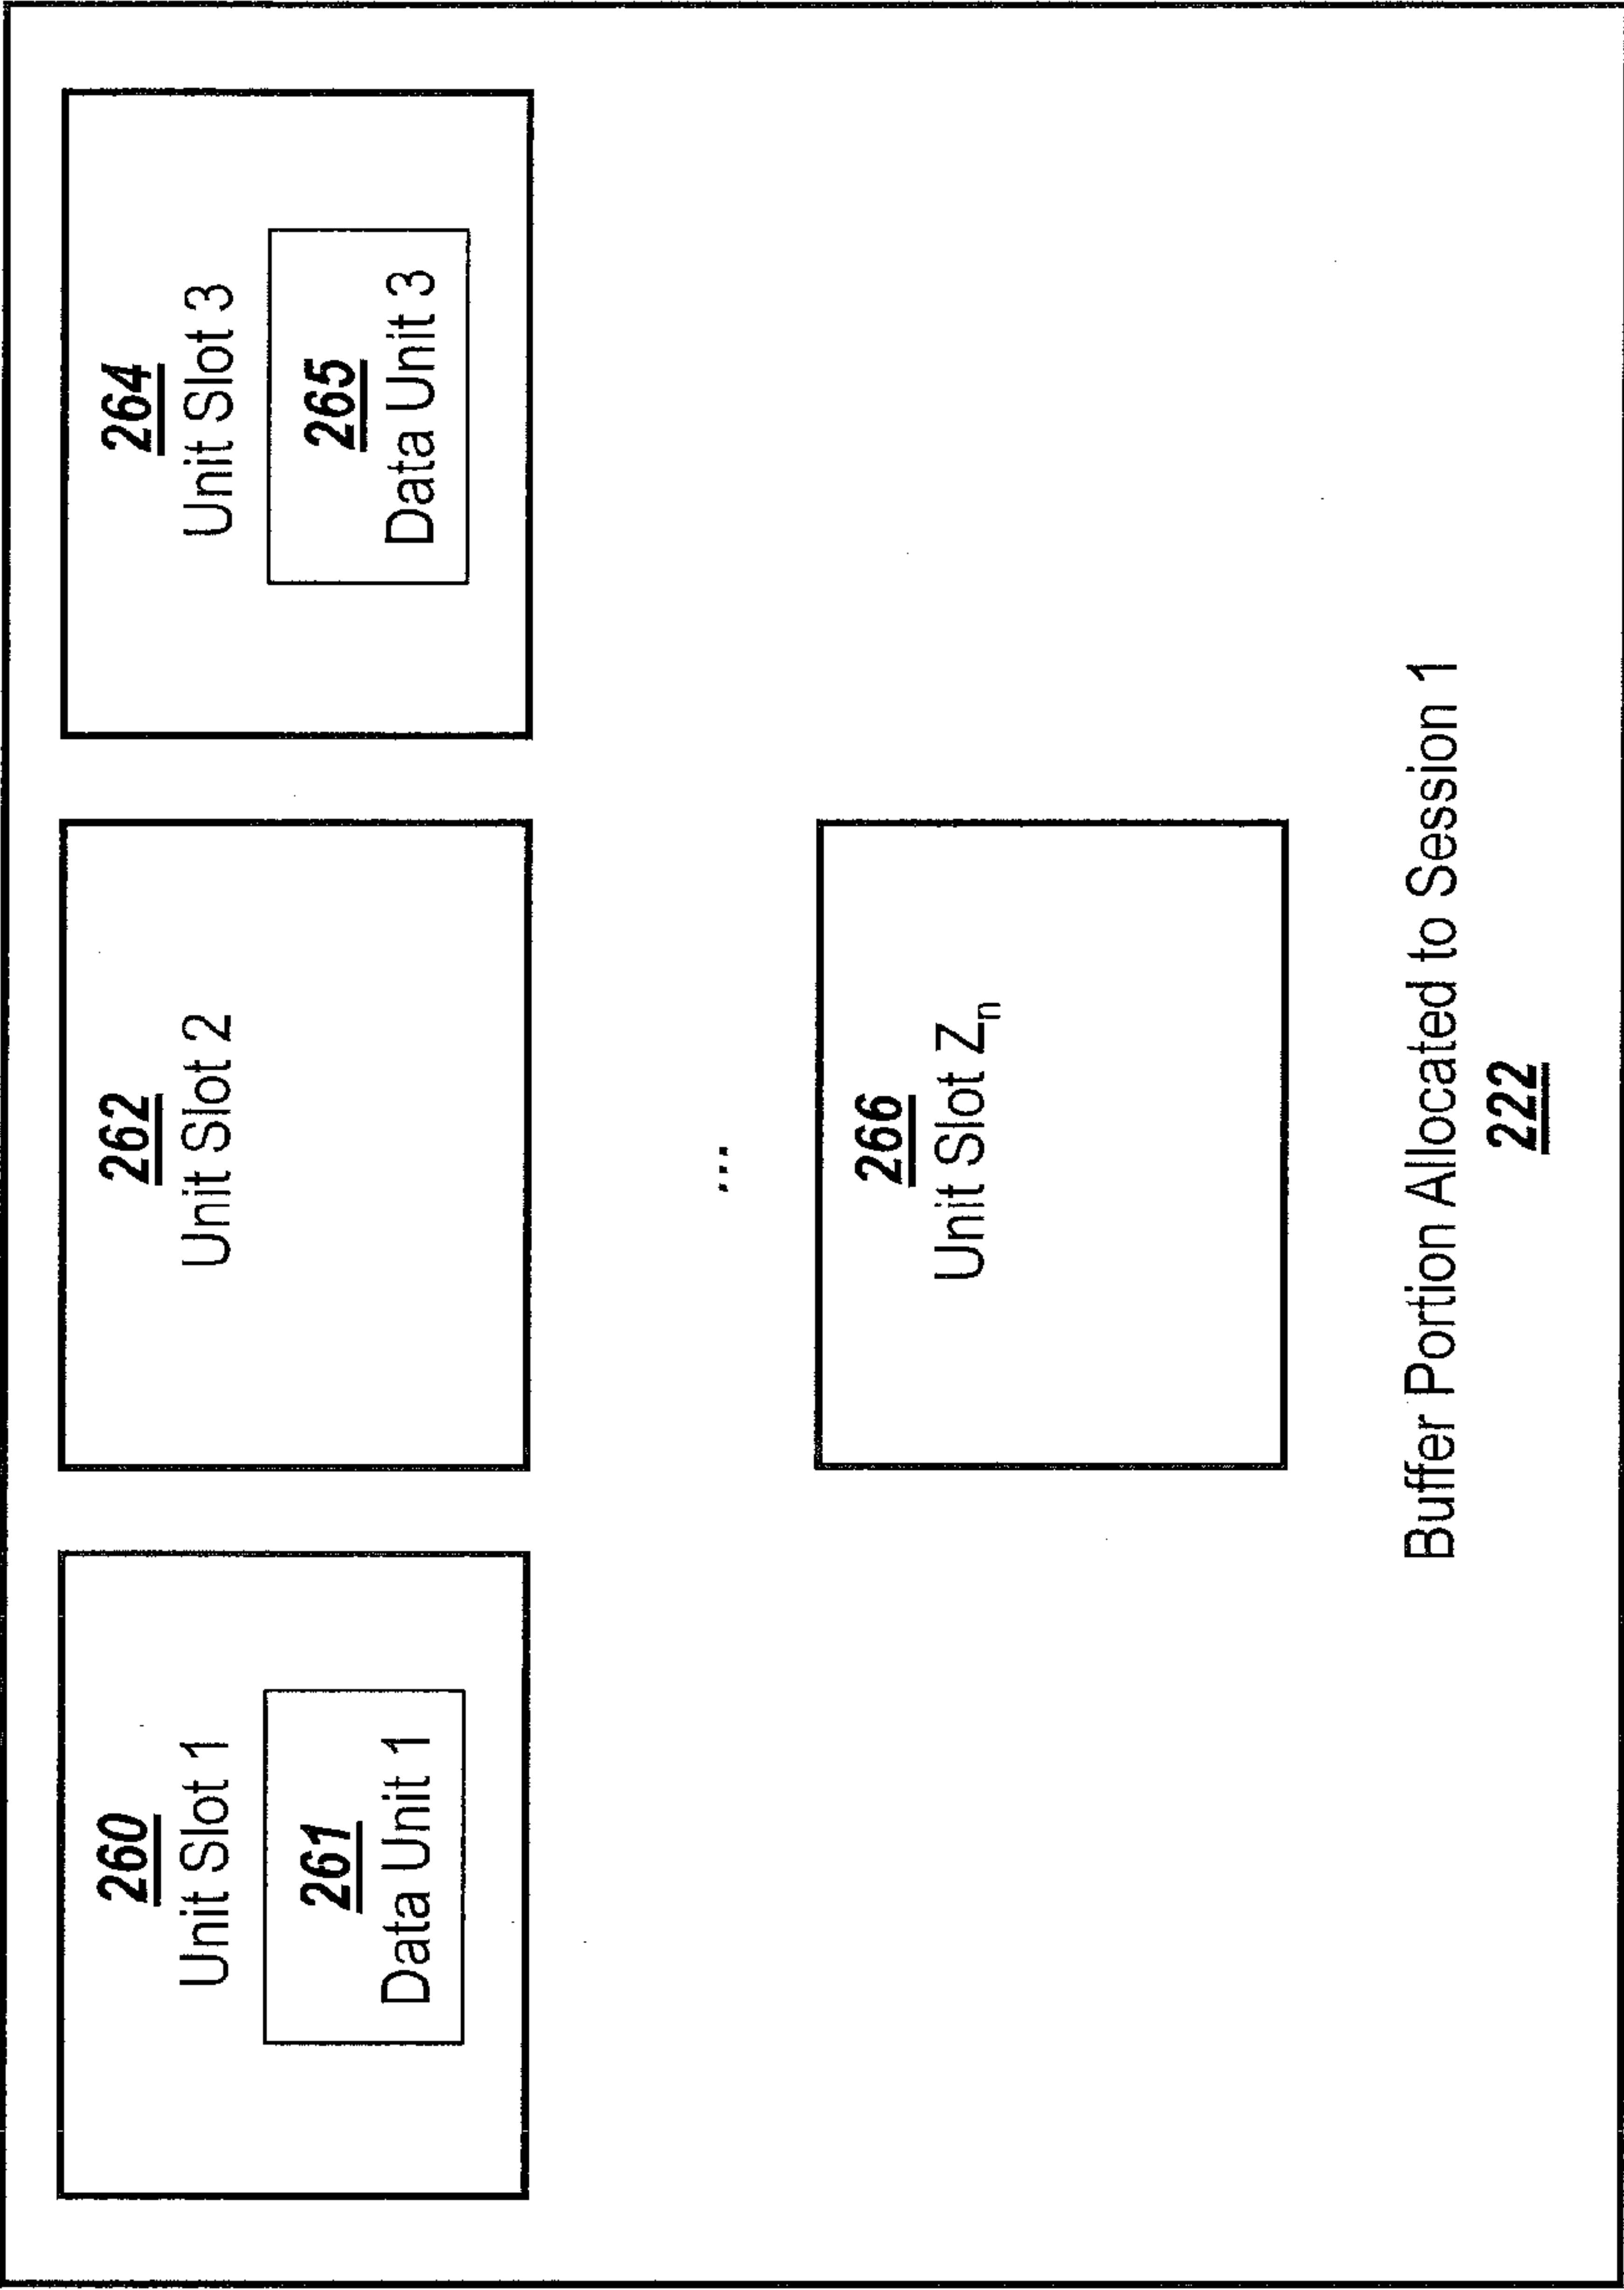 260
Unit Slot 1
261
Data Unit 1
262
Unit Slot 2
264
Unit Slot 3
265
Data Unit 3
...
266
Unit Slot Zn
Buffer Portion Allocated to Session 1
222